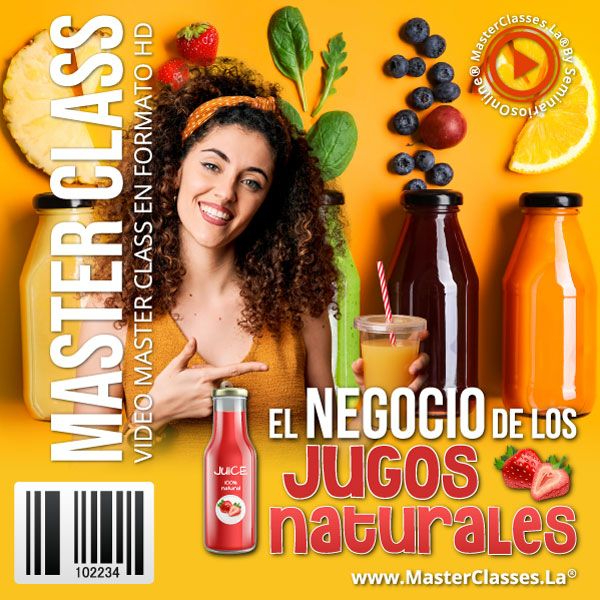 MASTER CLASS
VIDEO MASTER CLASS EN FORMATO HD
MasterClasses.La® By SeminariosOnline®
EL NEGOCIO DE LOS
JUGOS
naturales
JUiCE
100%
natural
102234
www.MasterClasses.La®